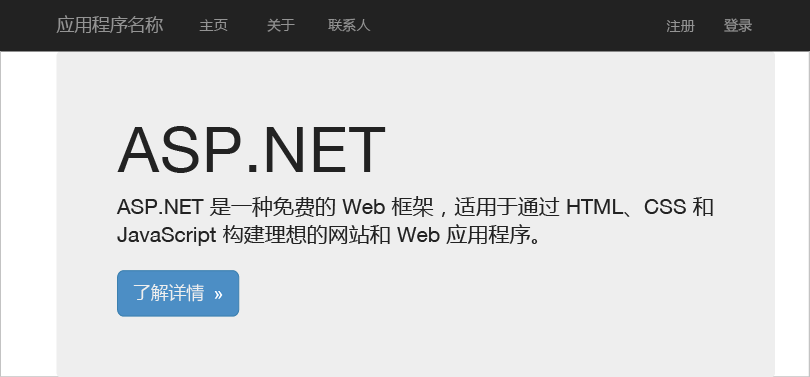 应用程序名称 主页 关于 联系人 注册 登录
ASP.NET
ASP.NET 是一种免费的 Web 框架，适用于通过 HTML、CSS 和
JavaScript 构建理想的网站和 Web 应用程序。
了解详情 »